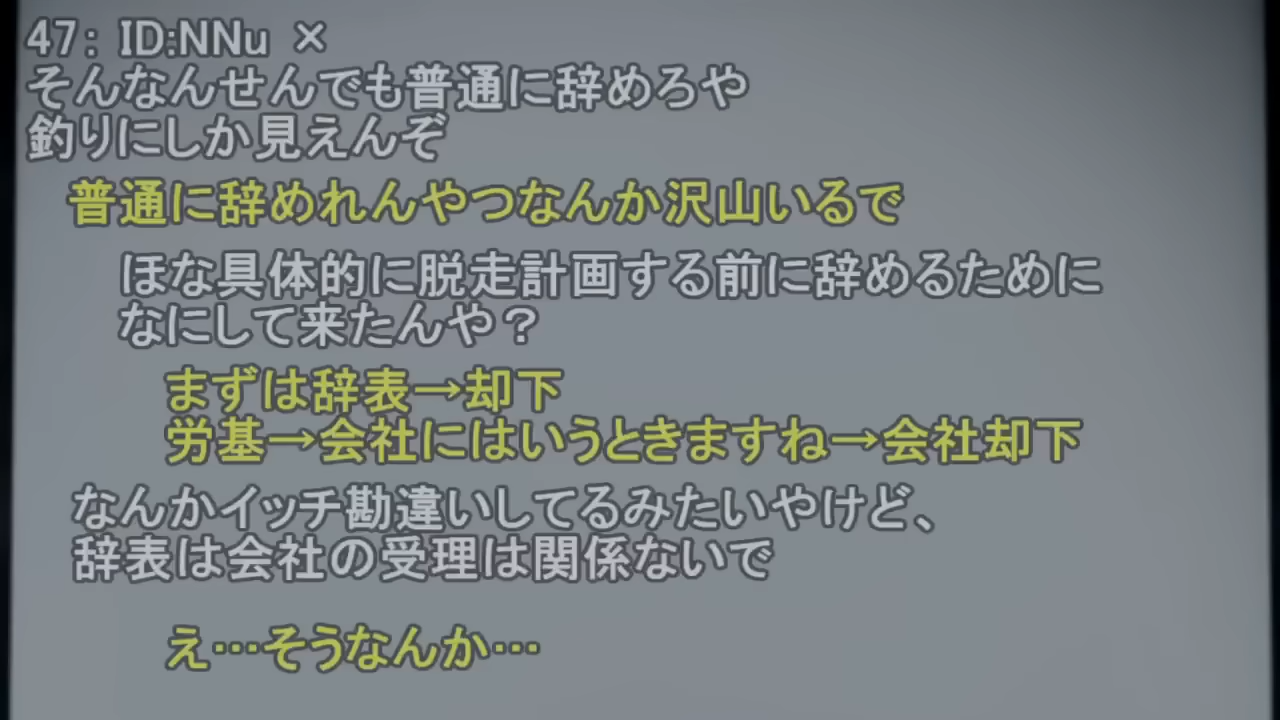 47: ID:NNu ×
そんなんせんでも普通に辞めろや
釣りにしか見えんぞ
普通に辞めれんやつなんか沢山いるで
ほな具体的に脱走計画する前に辞めるために
なにして来たんや？
まずは辞表→却下
労基→会社にはいうときますね→会社却下
なんかイッチ勘違いしてるみたいやけど、
辞表は会社の受理は関係ないで
え…そうなんか…